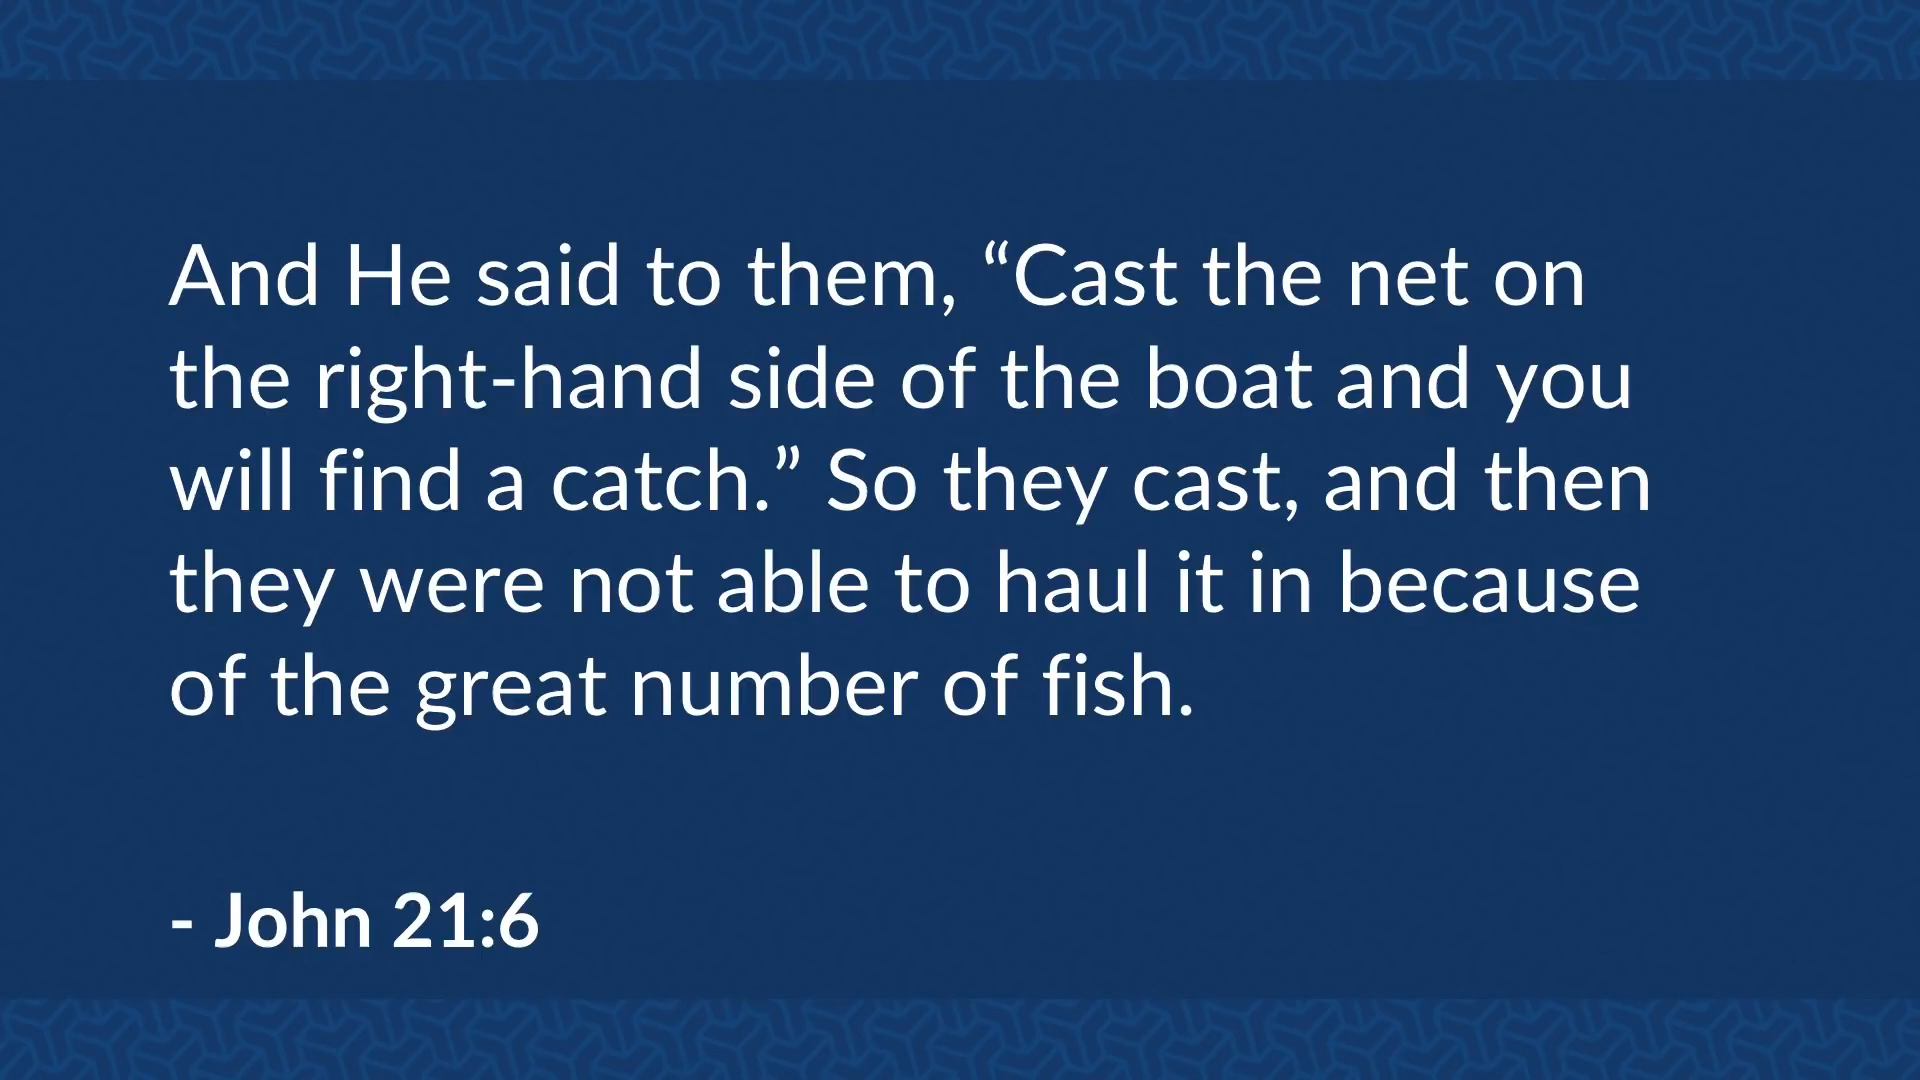 And He said to them, “Cast the net on
the right-hand side of the boat and you
will find a catch.” So they cast, and then
they were not able to haul it in because
of the great number of fish.
- John 21:6